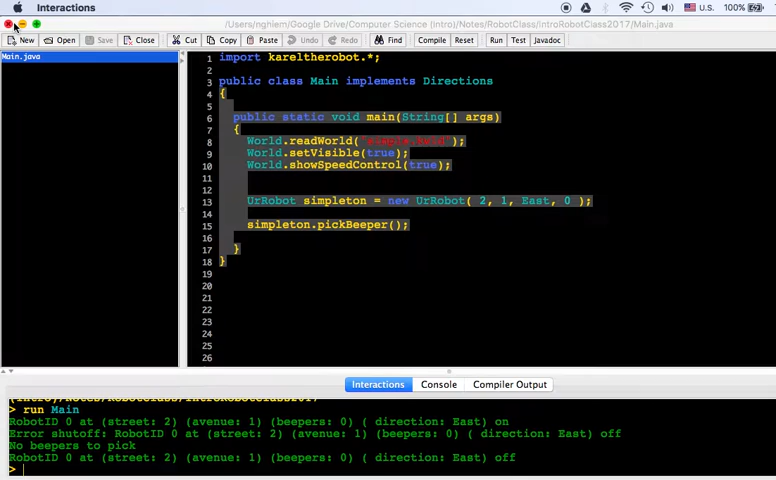 Interactions
U.S. 100%
/Users/nghiem/Google Drive/Computer Science (Intro)/Notes/RobotClass/IntroRobotClass2017/Main.java
New Open Save Close Cut Copy Paste Undo Redo Find Compile Reset Run Test Javadoc
Main.java
1 import kareltherobot.*;
2
3 public class Main implements Directions
4 {
5
6 public static void main(String[] args)
7 {
8 World.readWorld( );
9 World.setVisible(true);
10 World.showSpeedControl(true);
11
12
13 UrRobot simpleton = new UrRobot( 2, 1, East, 0 );
14
15 simpleton.pickBeeper();
16
17 }
18 }
19
20
21
22
23
24
25
26
Interactions Console Compiler Output
(Intro)/Notes/RobotClass/IntroRobotClass2017
> run Main
RobotID 0 at (street: 2) (avenue: 1) (beepers: 0) ( direction: East) on
Error shutoff: RobotID 0 at (street: 2) (avenue: 1) (beepers: 0) ( direction: East) off
No beepers to pick
RobotID 0 at (street: 2) (avenue: 1) (beepers: 0) ( direction: East) off
>